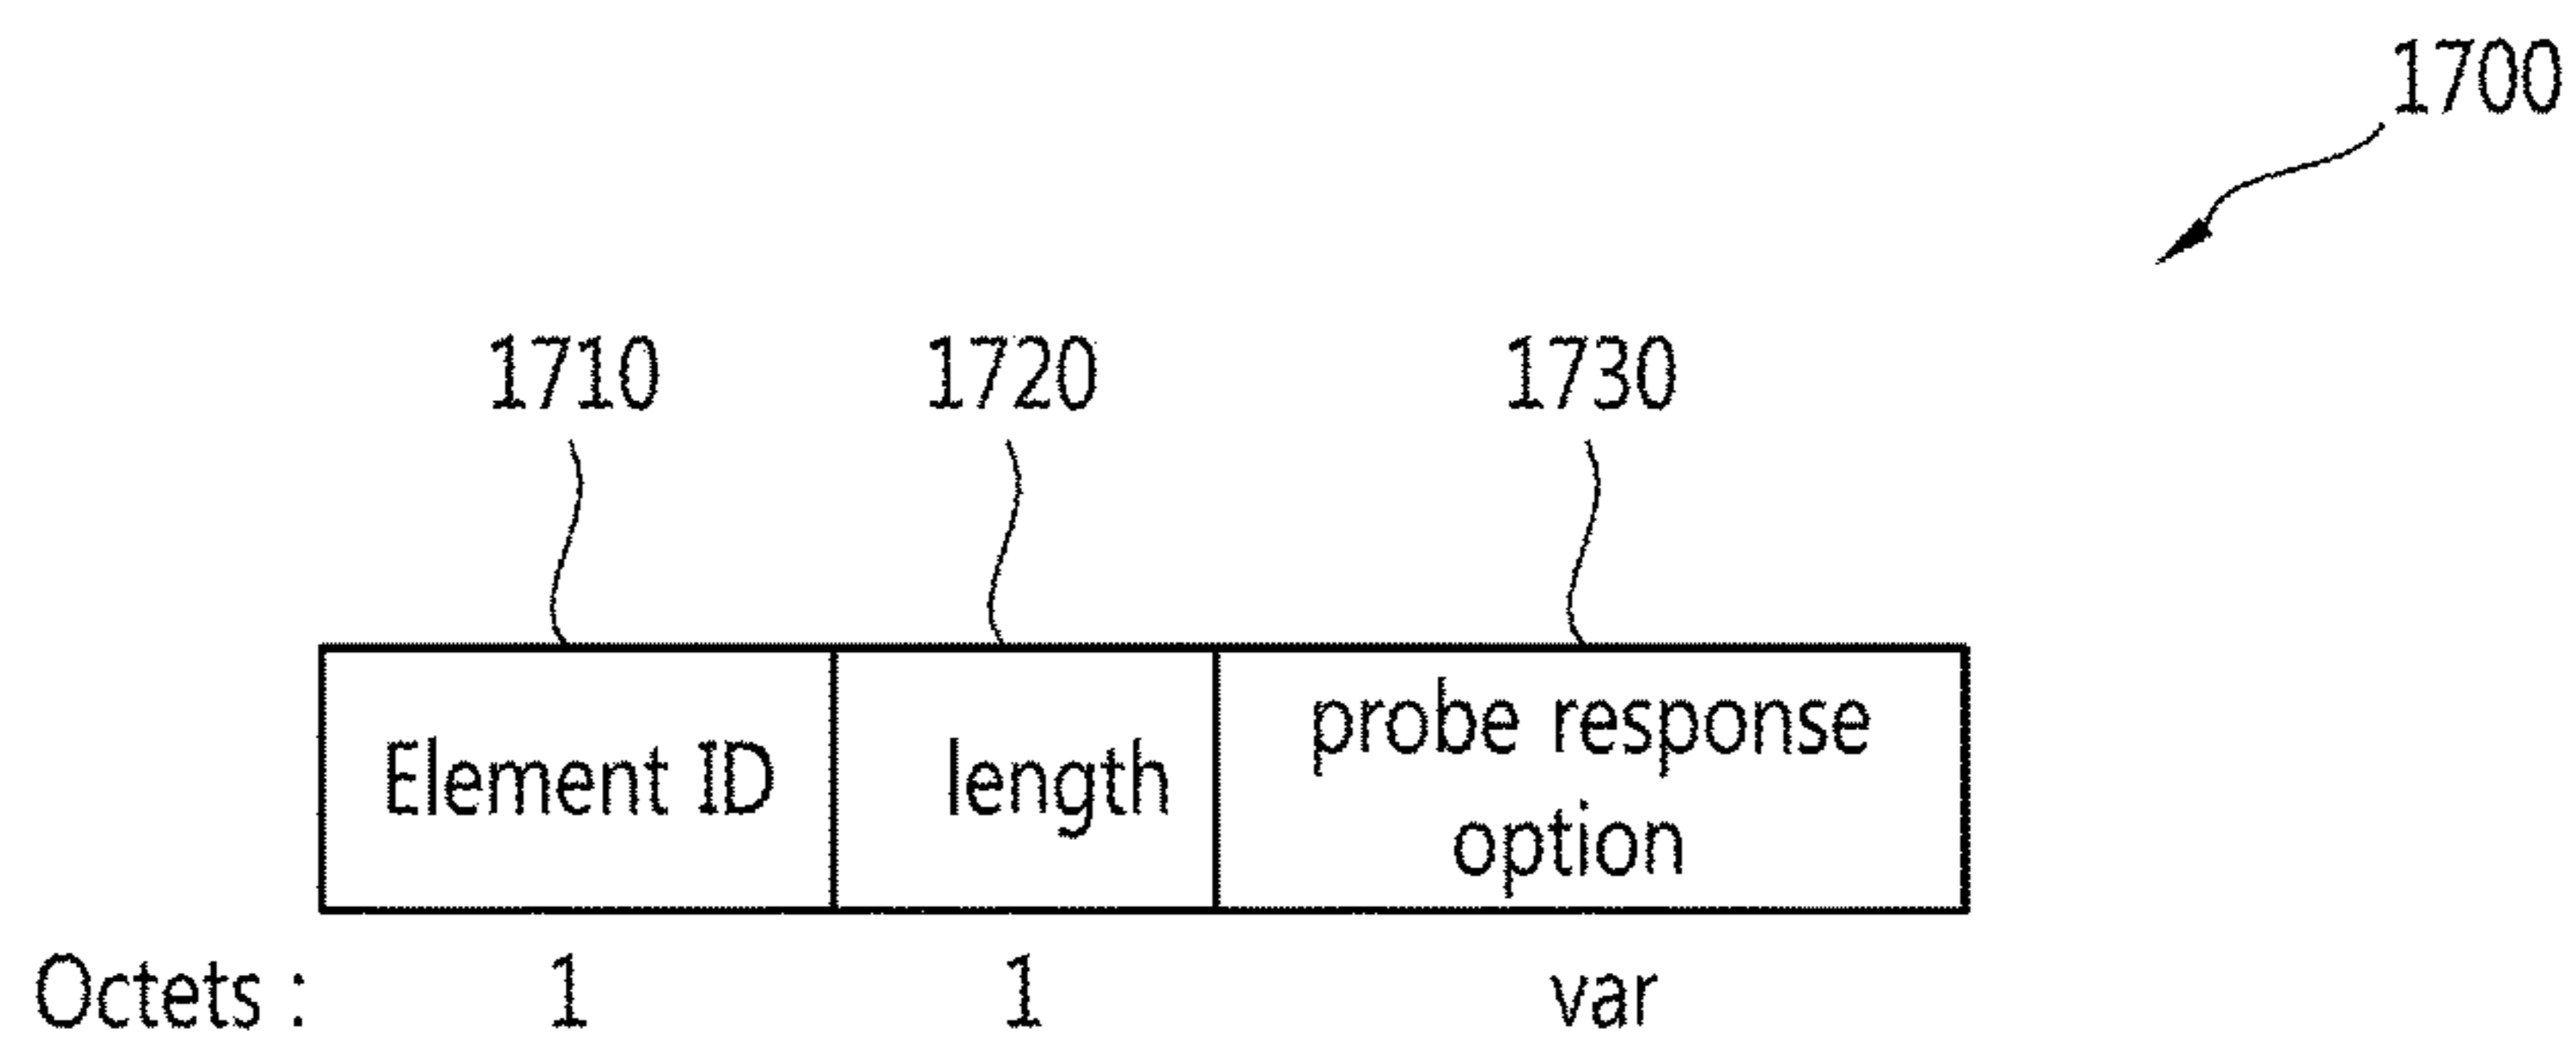 1700
1710 1720 1730
Element ID length probe response
option
Octets : 1 1 var